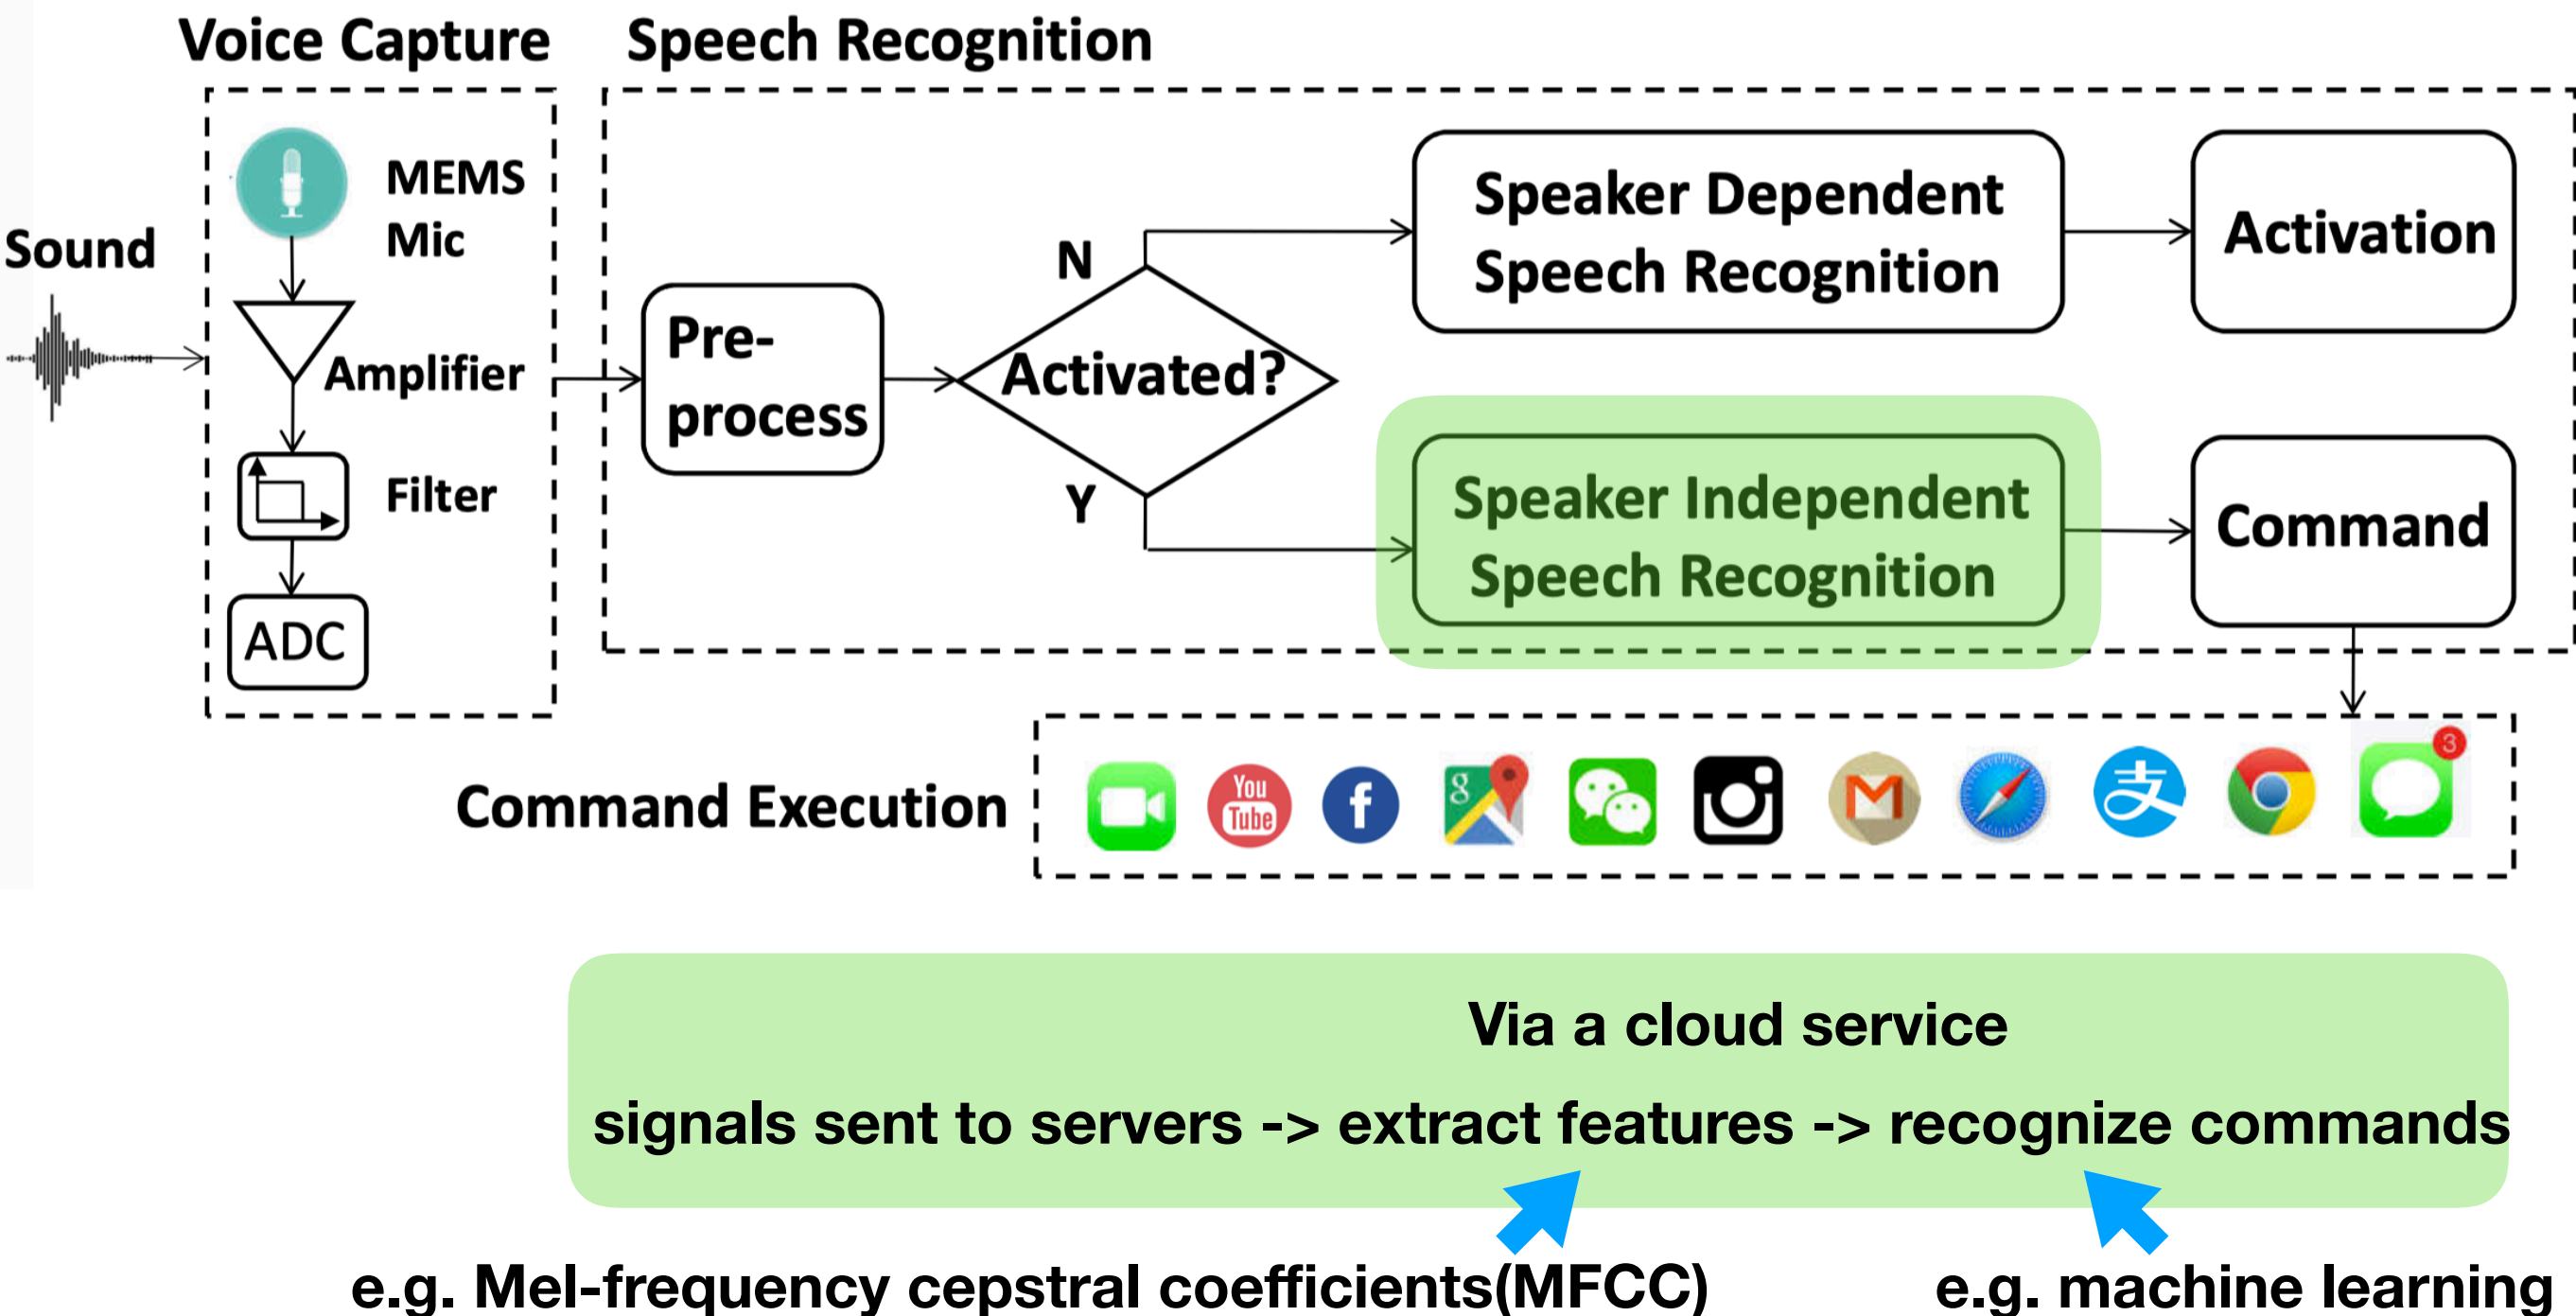 Voice Capture
Speech Recognition
Sound
MEMS
Mic
Amplifier
Filter
ADC
Pre-
process
N
Activated?
Y
Speaker Dependent
Speech Recognition
Activation
Speaker Independent
Speech Recognition
Command
Command Execution
You
Tube
f
g
M
支
3
Via a cloud service
signals sent to servers -> extract features -> recognize commands
e.g. Mel-frequency cepstral coefficients(MFCC)
e.g. machine learning